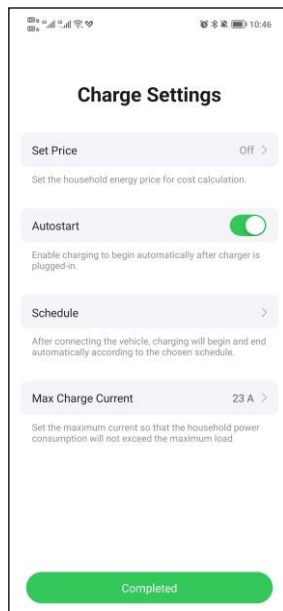 10:46
Charge Settings
Set Price
Off
Set the household energy price for cost calculation.
Autostart
Enable charging to begin automatically after charger is
plugged-in.
Schedule
After connecting the vehicle, charging will begin and end
automatically according to the chosen schedule.
Max Charge Current
23 A
Set the maximum current so that the household power
consumption will not exceed the maximum load
Completed